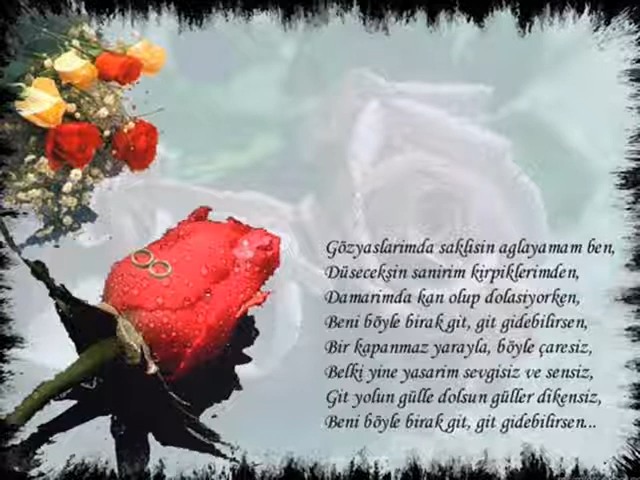 Gözyaslarimda saklisin aglayamam ben,
Düseceksin sanirim kirpiklerimden,
Damarimda kan olup dolasiyorken,
Beni böyle birak git, git gidebilirsen,
Bir kapanmaz yarayla, böyle çaresiz,
Belki yine yasarim sevgisiz ve sensiz,
Git yolun gülle dolsun güller dikensiz,
Beni böyle birak git, git gidebilirsen...